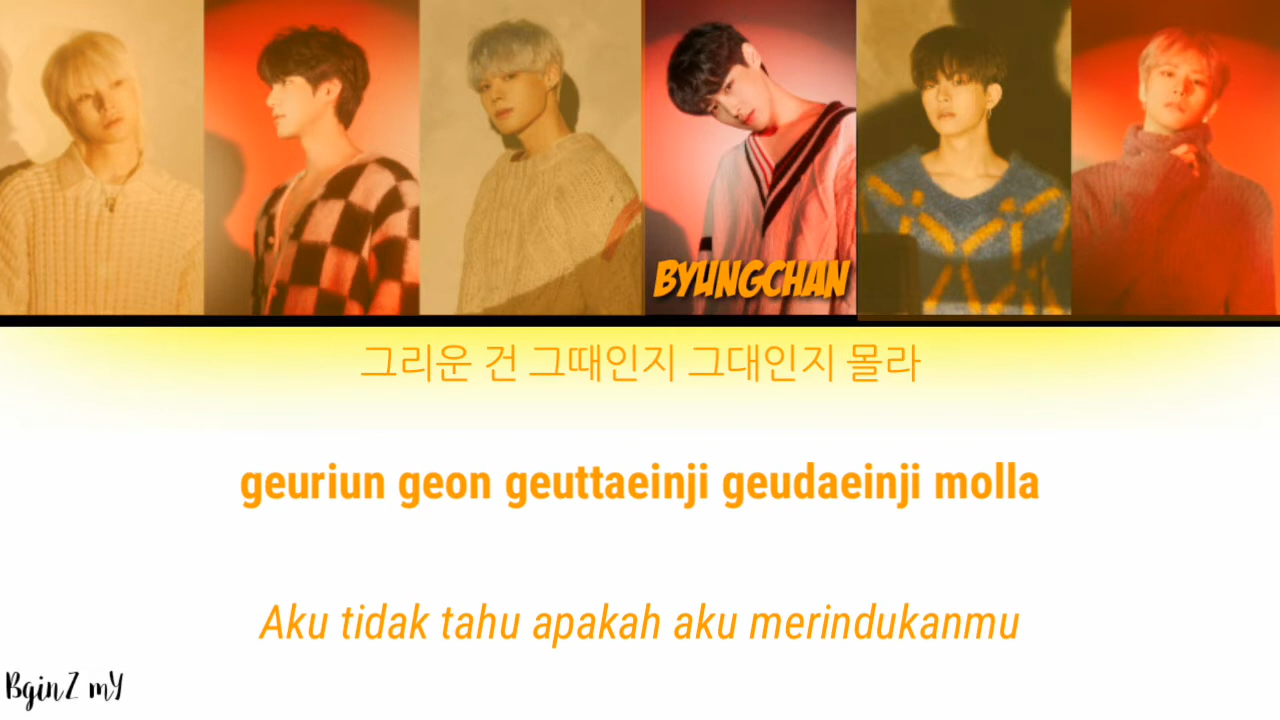 BYUNGCHAN
그리운 건 그때인지 그대인지 몰라
geuriun geon geuttaeinji geudaeinji molla
Aku tidak tahu apakah aku merindukanmu
BginZ mY